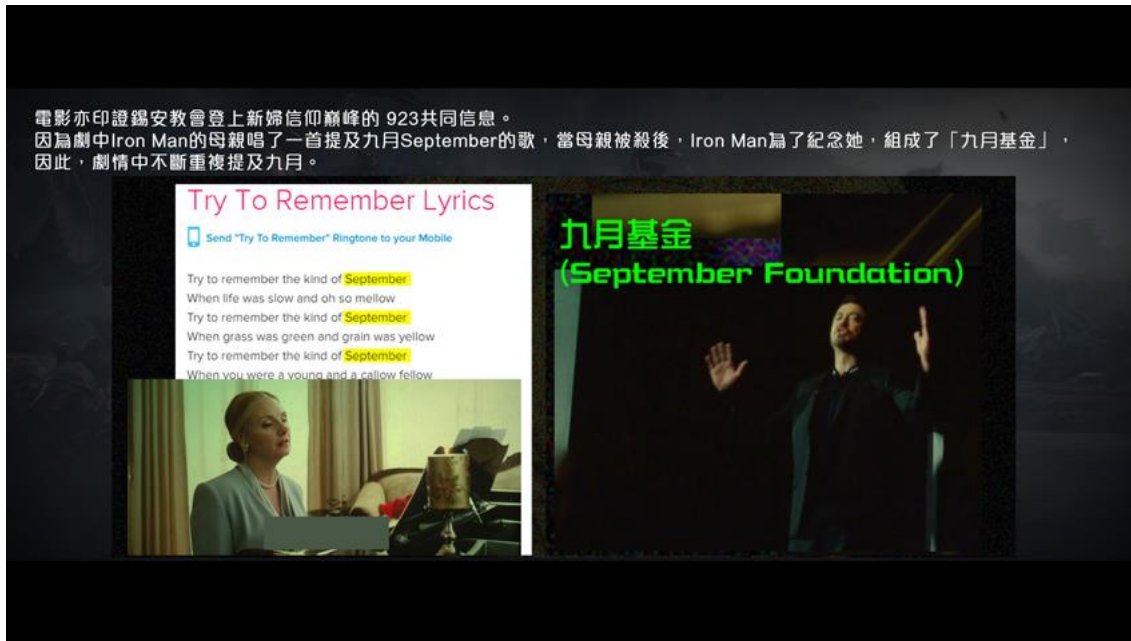 電影亦印證錫安教會登上新婦信仰巔峰的 923共同信息。
因為劇中Iron Man的母親唱了一首提及九月September的歌，當母親被殺後，Iron Man為了紀念她，組成了「九月基金」，
因此，劇情中不斷重複提及九月。
Try To Remember Lyrics
Send "Try To Remember" Ringtone to your Mobile
Try to remember the kind of September
When life was slow and oh so mellow
Try to remember the kind of September
When grass was green and grain was yellow
Try to remember the kind of September
When you were a young and a callow fellow
九月基金
(September Foundation)